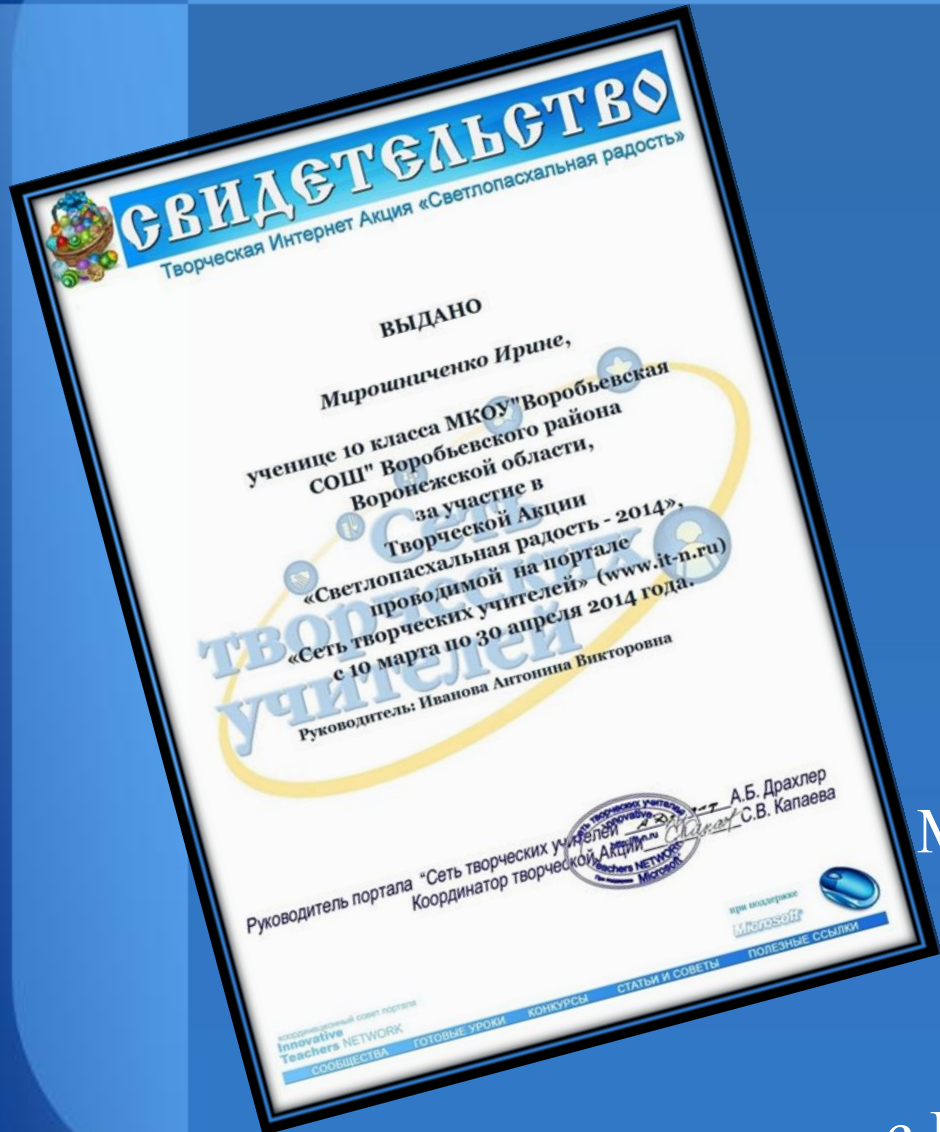 СВИДЕТЕЛЬСТВО
Творческая Интернет Акция «Светлопасхальная радость»
ВЫДАНО
Мирошниченко Ирине,
ученице 10 класса МКОУ"Воробьевская
СОШ" Воробьевского района
Воронежской области,
за участие в
Творческой Акции
«Светлопасхальная радость - 2014»,
проводимой на портале
«Сеть творческих учителей» (www.it-n.ru)
с 10 марта по 30 апреля 2014 года.
Руководитель: Иванова Антонина Викторовна
Сеть
творческих
учителей
Руководитель портала "Сеть творческих учителей А.Б. Драхлер
Координатор творческой Акции С.В. Капаева
при поддержке
Microsoft
координационный совет портала
Innovative
Teachers NETWORK
СООБЩЕСТВА ГОТОВЫЕ УРОКИ КОНКУРСЫ СТАТЬИ И СОВЕТЫ ПОЛЕЗНЫЕ ССЫЛКИ